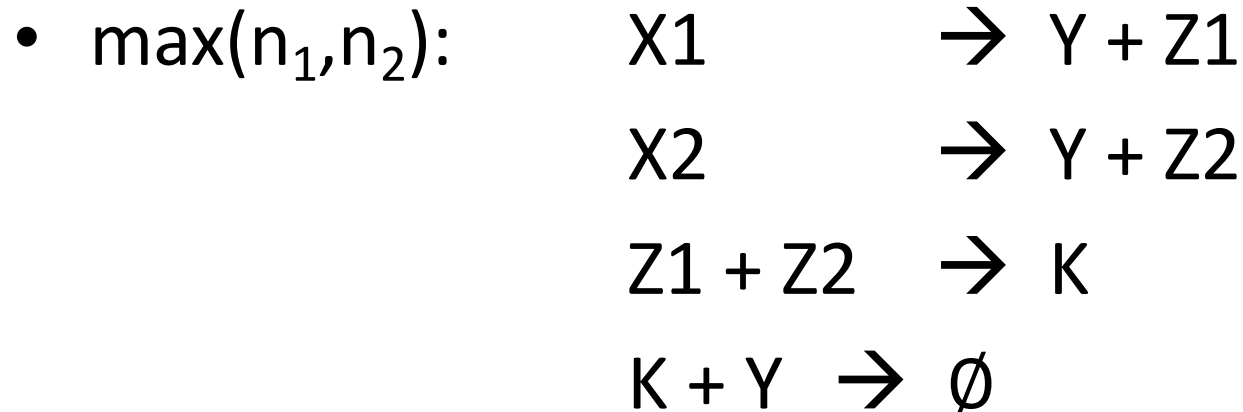 • max(n₁,n₂): X1 → Y + Z1
X2 → Y + Z2
Z1 + Z2 → K
K + Y → Ø